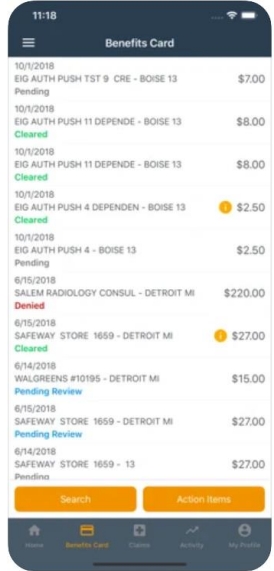 11:18
Benefits Card
10/1/2018
EIG AUTH PUSH TST 9 CRE - BOISE 13 $7.00
Pending
10/1/2018
EIG AUTH PUSH 11 DEPENDE - BOISE 13 $8.00
Cleared
10/1/2018
EIG AUTH PUSH 11 DEPENDE - BOISE 13 $8.00
Cleared
10/1/2018
EIG AUTH PUSH 4 DEPENDEN - BOISE 13 $2.50
Cleared
10/1/2018
EIG AUTH PUSH 4 - BOISE 13 $2.50
Pending
6/15/2018
SALEM RADIOLOGY CONSUL - DETROIT MI $220.00
Denied
6/15/2018
SAFEWAY STORE 1659 - DETROIT MI $27.00
Cleared
6/14/2018
WALGREENS #10195 - DETROIT MI $15.00
Pending Review
6/15/2018
SAFEWAY STORE 1659 - DETROIT MI $27.00
Pending Review
6/14/2018
SAFEWAY STORE 1659 - 13 $27.00
Pending
Search Action Items
Home Benefits Card Claims Activity My Profile